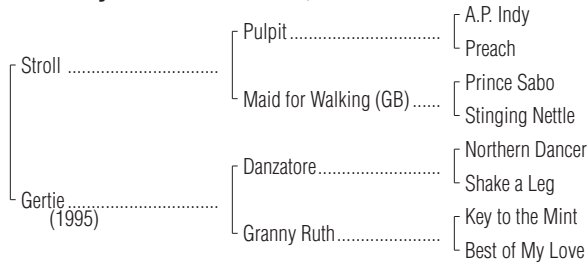 A.P. Indy
Pulpit
Preach
Stroll
Prince Sabo
Maid for Walking (GB)
Stinging Nettle
Northern Dancer
Danzatore
Shake a Leg
Gertie
(1995)
Key to the Mint
Granny Ruth
Best of My Love